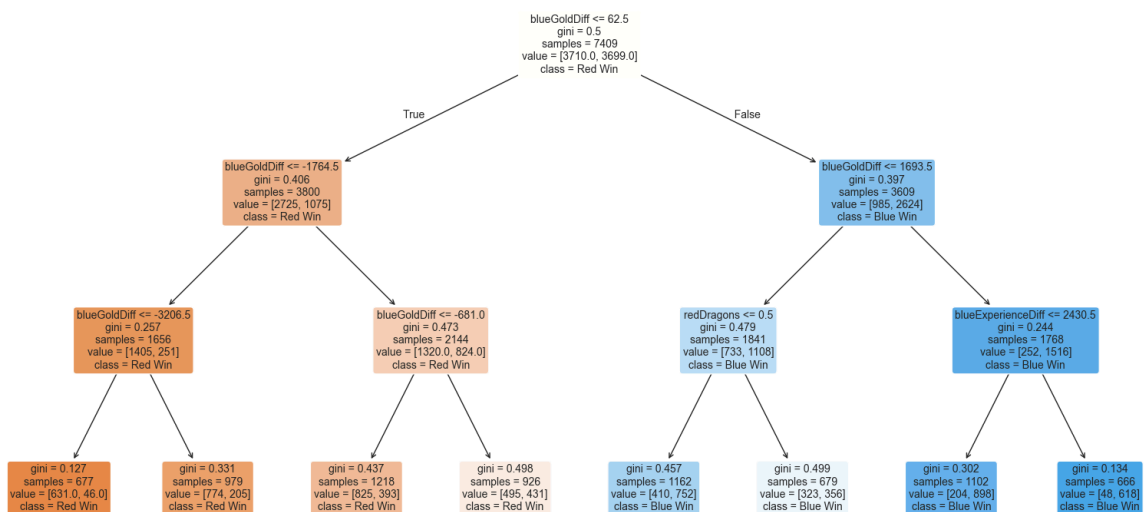 blueGoldDiff <= 62.5
gini = 0.5
samples = 7409
value = [3710.0, 3699.0]
class = Red Win
True
False
blueGoldDiff <= -1764.5
gini = 0.406
samples = 3800
value = [2725, 1075]
class = Red Win
blueGoldDiff <= 1693.5
gini = 0.397
samples = 3609
value = [985, 2624]
class = Blue Win
blueGoldDiff <= -3206.5
gini = 0.257
samples = 1656
value = [1405, 251]
class = Red Win
blueGoldDiff <= -681.0
gini = 0.473
samples = 2144
value = [1320.0, 824.0]
class = Red Win
redDragons <= 0.5
gini = 0.479
samples = 1841
value = [733, 1108]
class = Blue Win
blueExperienceDiff <= 2430.5
gini = 0.244
samples = 1768
value = [252, 1516]
class = Blue Win
gini = 0.127
samples = 677
value = [631.0, 46.0]
class = Red Win
gini = 0.331
samples = 979
value = [774, 205]
class = Red Win
gini = 0.437
samples = 1218
value = [825, 393]
class = Red Win
gini = 0.498
samples = 926
value = [495, 431]
class = Red Win
gini = 0.457
samples = 1162
value = [410, 752]
class = Blue Win
gini = 0.499
samples = 679
value = [323, 356]
class = Blue Win
gini = 0.302
samples = 1102
value = [204, 898]
class = Blue Win
gini = 0.134
samples = 666
value = [48, 618]
class = Blue Win